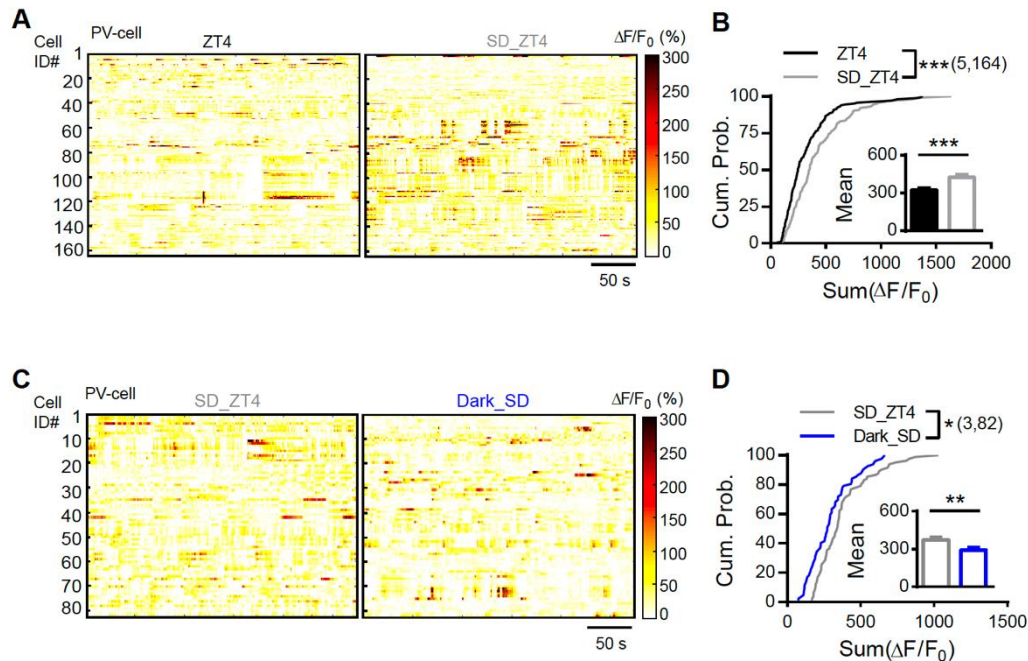 A
PV-cell
ZT4
SD_ZT4
ΔF/F0 (%)
Cell
ID#
1
20
40
60
80
100
120
140
160
300
250
200
150
100
50
0
50 s
B
ZT4
SD_ZT4
***(5,164)
Cum. Prob.
100
75
50
25
0
Mean
600
300
0
***
0
500
1000
1500
2000
Sum(ΔF/F0)
C
PV-cell
SD_ZT4
Dark_SD
ΔF/F0 (%)
Cell
ID#
1
10
20
30
40
50
60
70
80
300
250
200
150
100
50
0
50 s
D
SD_ZT4
Dark_SD
*(3,82)
Cum. Prob.
100
80
60
40
20
0
Mean
600
300
0
**
0
500
1000
1500
Sum(ΔF/F0)